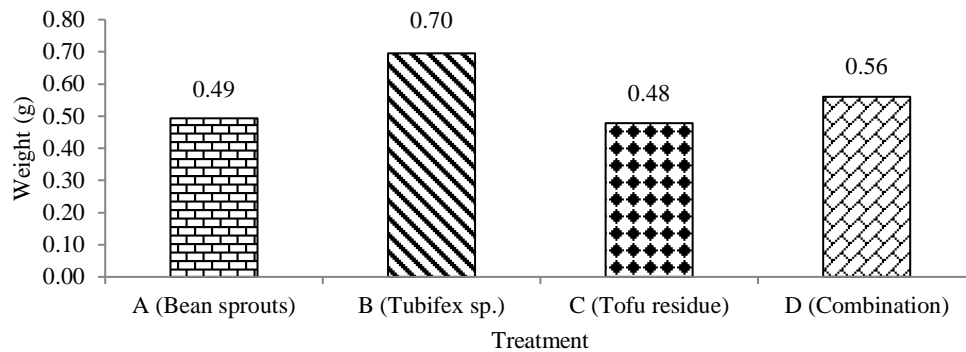 0.80
0.70
0.60
0.50
0.40
0.30
0.20
0.10
0.00
Weight (g)
0.49
0.70
0.48
0.56
A (Bean sprouts)
B (Tubifex sp.)
C (Tofu residue)
D (Combination)
Treatment